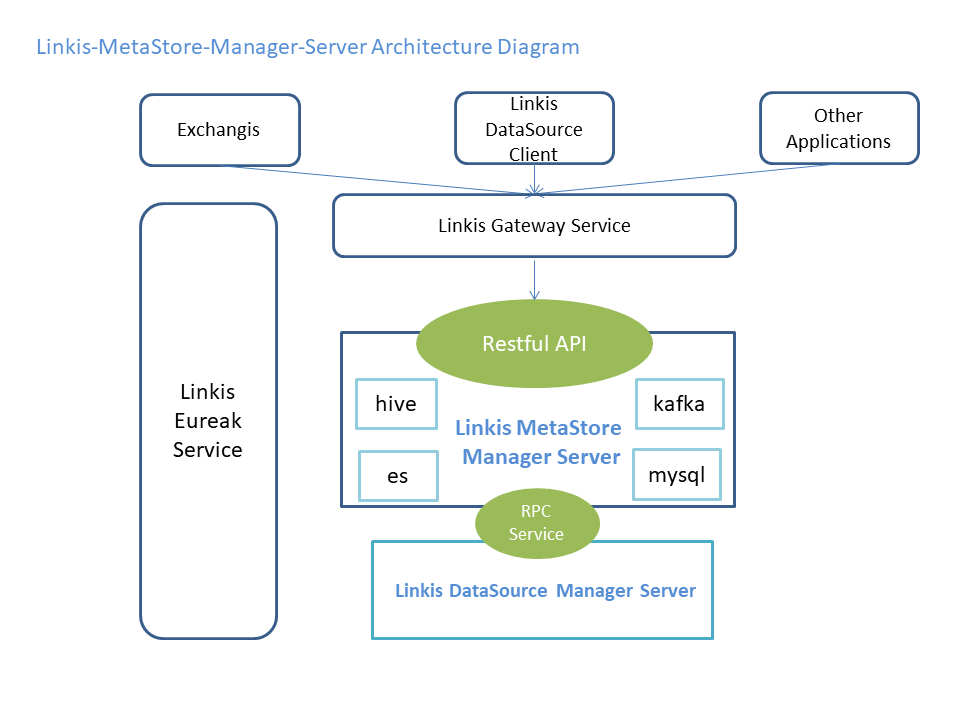 Linkis-MetaStore-Manager-Server Architecture Diagram
Exchangis
Linkis
DataSource
Client
Other
Applications
Linkis Gateway Service
Restful API
hive
kafka
Linkis
Eureak
Service
Linkis MetaStore
Manager Server
es
mysql
RPC
Service
Linkis DataSource Manager Server